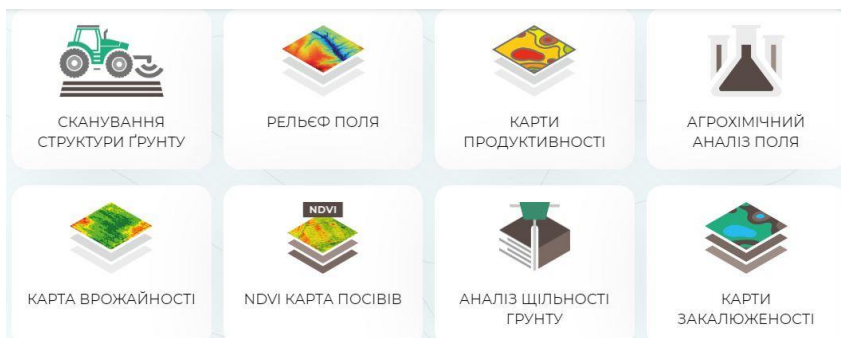 СКАНУВАННЯ
СТРУКТУРИ ҐРУНТУ
РЕЛЬЄФ ПОЛЯ
КАРТИ
ПРОДУКТИВНОСТІ
АГРОХІМІЧНИЙ
АНАЛІЗ ПОЛЯ
КАРТА ВРОЖАЙНОСТІ
NDVI
NDVI КАРТА ПОСІВІВ
АНАЛІЗ ЩІЛЬНОСТІ
ГРУНТУ
КАРТИ
ЗАКАЛЮЖЕНОСТІ